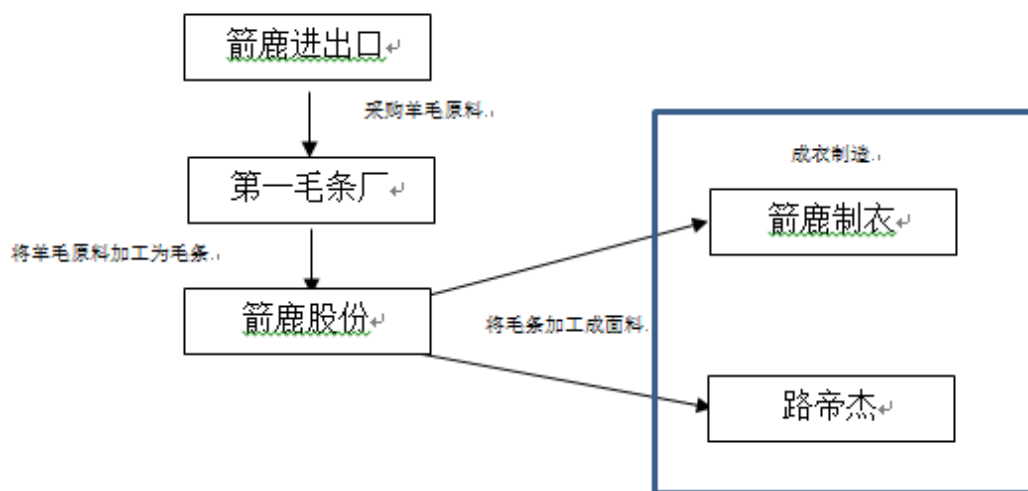 箭鹿进出口
采购羊毛原料.
成衣制造.
第一毛条厂
箭鹿制衣
将羊毛原料加工为毛条.
箭鹿股份
将毛条加工成面料.
路帝杰